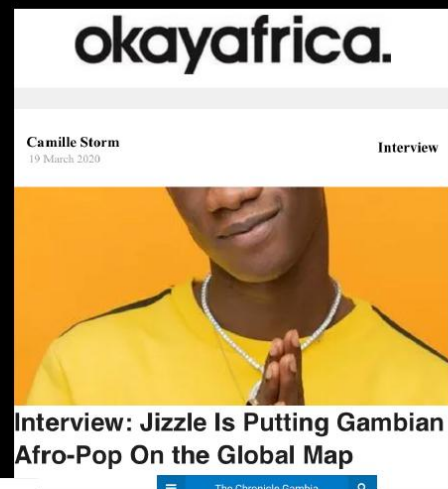 okayafrica.
Camille Storm
19 March 2020
Interview
Interview: Jizzle Is Putting Gambian
Afro-Pop On the Global Map
The Chronicle Gambia